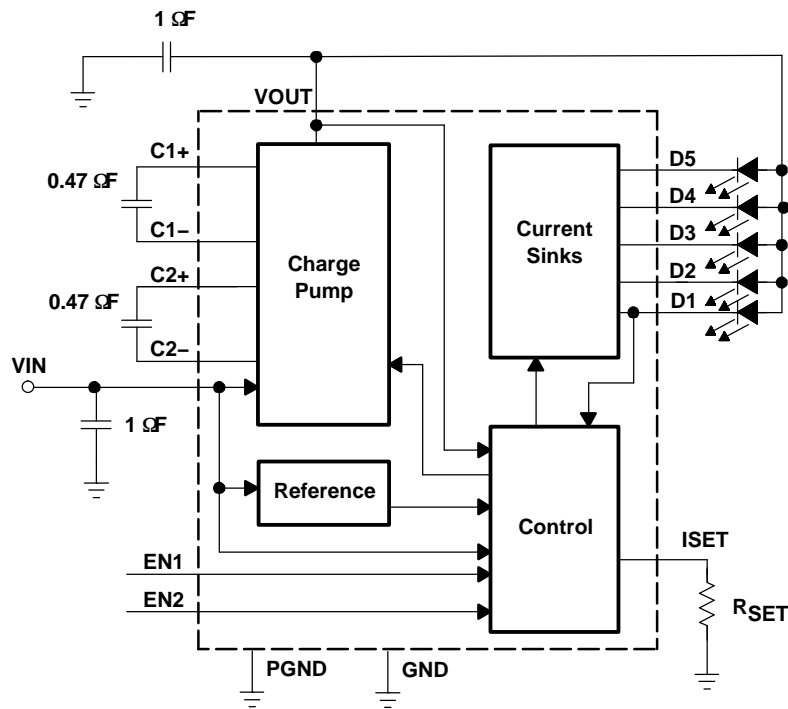 1 ΩF
VOUT
C1+
0.47 ΩF
C1−
C2+
0.47 ΩF
C2−
Charge
Pump
Current
Sinks
D5
D4
D3
D2
D1
VIN
1 ΩF
Reference
Control
ISET
RSET
EN1
EN2
PGND
GND